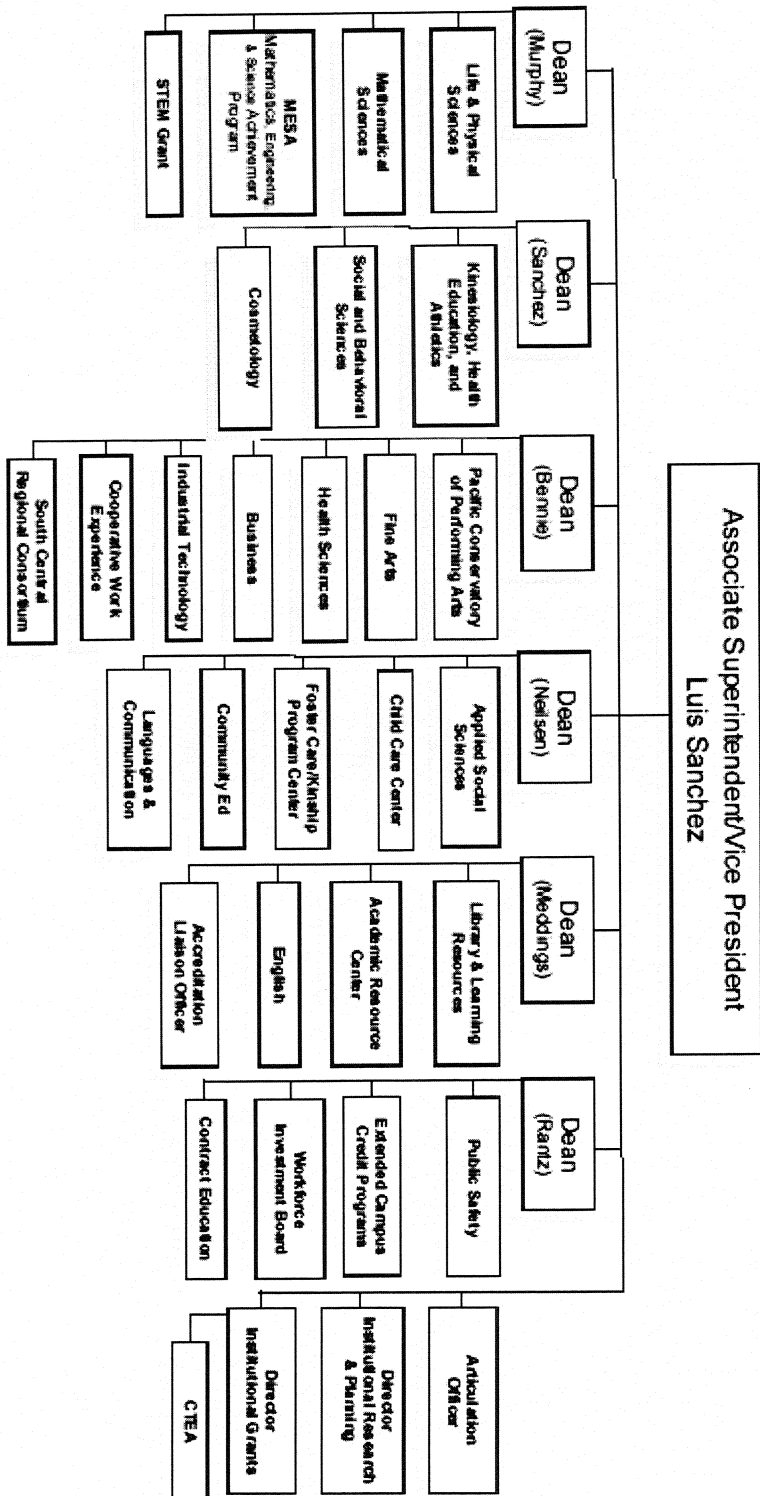 Associate Superintendent/Vice President
Luis Sanchez
Dean
(Murphy)
Life & Physical
Sciences
Mathematical
Sciences
MESA
Mathematics, Engineering,
& Science Achievement
Program
STEM Grant
Dean
(Sanchez)
Kinesiology, Health
Education, and
Athletics
Social and Behavioral
Sciences
Cosmetology
Dean
(Bennie)
Pacific Conservatory
of Performing Arts
Fine Arts
Health Sciences
Business
Industrial Technology
Cooperative Work
Experience
South Central
Regional Consortium
Dean
(Neilsen)
Applied Social
Sciences
Child Care Center
Foster Care/Kinship
Program Center
Community Ed
Languages &
Communication
Dean
(Meddings)
Library & Learning
Resources
Academic Resource
Center
English
Accreditation
Liaison Officer
Dean
(Rantz)
Public Safety
Extended Campus
Credit Programs
Workforce
Investment Board
Contract Education
Articulation
Officer
Director
Institutional Research
& Planning
Director
Institutional Grants
CTEA